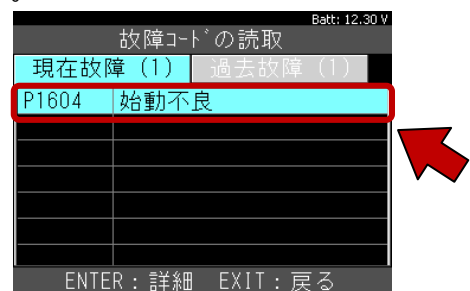 Batt: 12.30 V
故障ｺｰﾄﾞの読取
現在故障 (1) 過去故障 (1)
P1604 始動不良
ENTER : 詳細 EXIT : 戻る